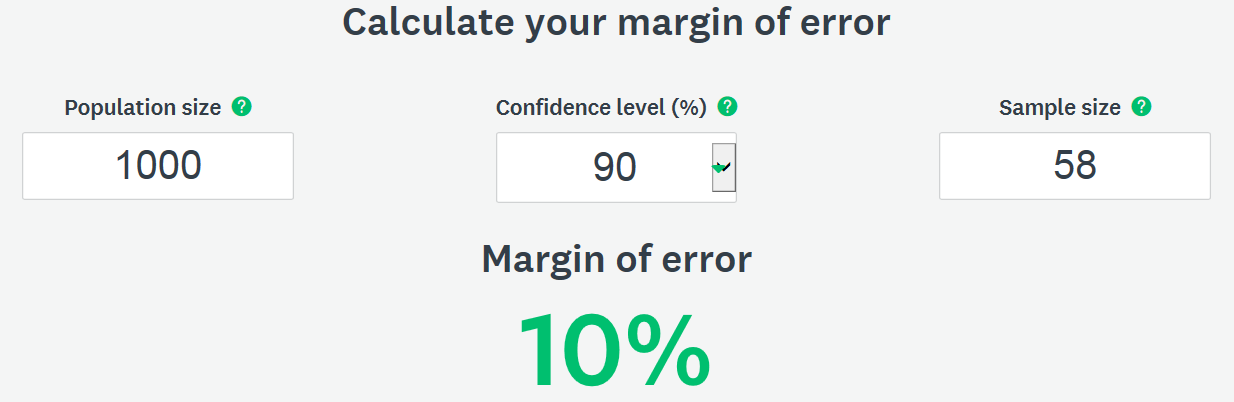 Calculate your margin of error
Population size ?
Confidence level (%) ?
Sample size ?
1000
90
58
Margin of error
10%